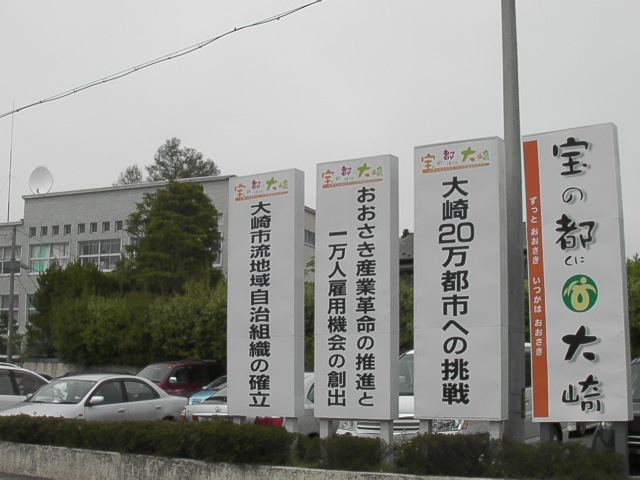 宝の都 大崎
大崎市流地域自治組織の確立
宝の都 大崎
おおさき産業革命の推進と
一万人雇用機会の創出
宝の都 大崎
大崎20万都市への挑戦
宝の都 大崎
くに
ずっと おおさき いつかは おおさき